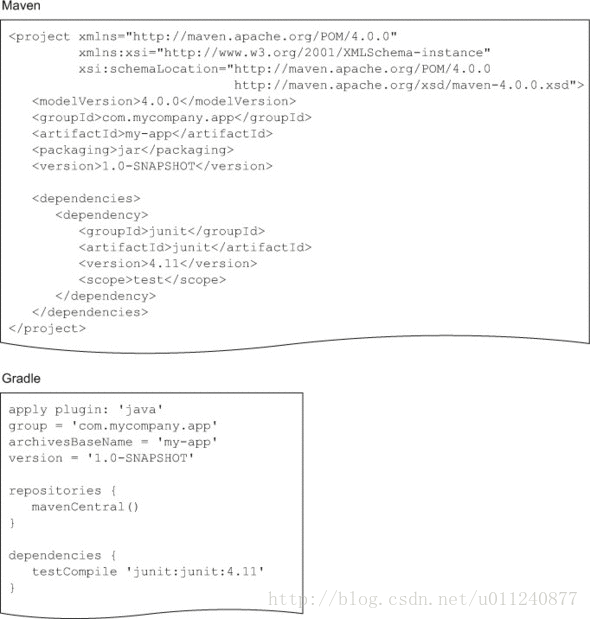 Maven
<project xmlns="http://maven.apache.org/POM/4.0.0"
xmlns:xsi="http://www.w3.org/2001/XMLSchema-instance"
xsi:schemaLocation="http://maven.apache.org/POM/4.0.0
http://maven.apache.org/xsd/maven-4.0.0.xsd">
<modelVersion>4.0.0</modelVersion>
<groupId>com.mycompany.app</groupId>
<artifactId>my-app</artifactId>
<packaging>jar</packaging>
<version>1.0-SNAPSHOT</version>
<dependencies>
<dependency>
<groupId>junit</groupId>
<artifactId>junit</artifactId>
<version>4.11</version>
<scope>test</scope>
</dependency>
</dependencies>
</project>
Gradle
apply plugin: 'java'
group = 'com.mycompany.app'
archivesBaseName = 'my-app'
version = '1.0-SNAPSHOT'
repositories {
mavenCentral()
}
dependencies {
testCompile 'junit:junit:4.11'
}
http://blog.csdn.net/u011240877